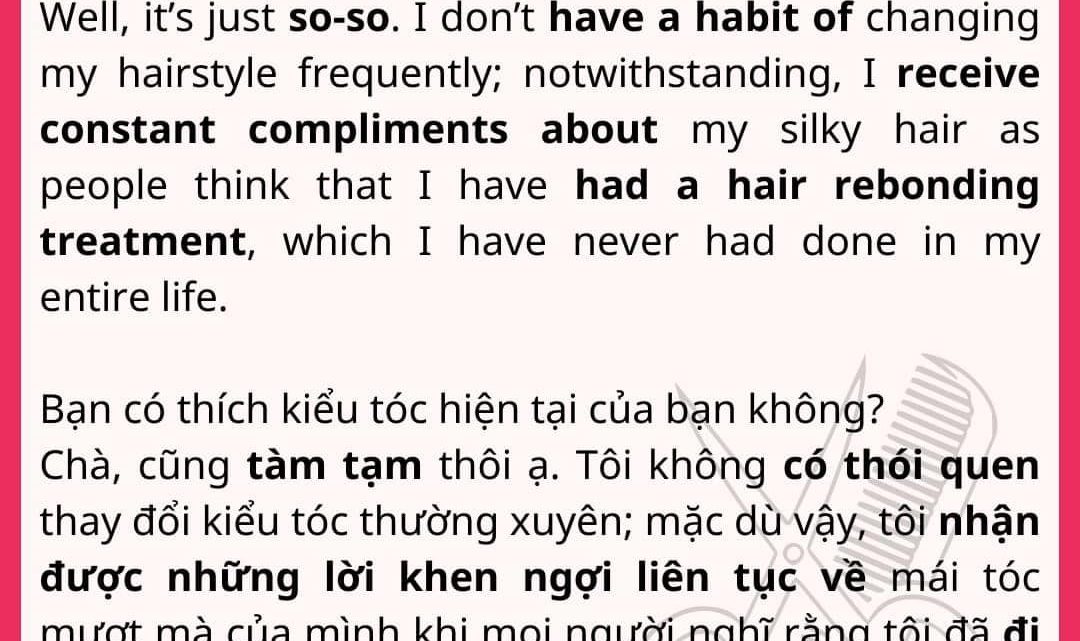 Well, it's just so-so. I don't have a habit of changing
my hairstyle frequently; notwithstanding, I receive
constant compliments about my silky hair as
people think that I have had a hair rebonding
treatment, which I have never had done in my
entire life.
Bạn có thích kiểu tóc hiện tại của bạn không?
Chà, cũng tàm tạm thôi ạ. Tôi không có thói quen
thay đổi kiểu tóc thường xuyên; mặc dù vậy, tôi nhận
được những lời khen ngợi liên tục về mái tóc
mượt mà của mình khi mọi người nghĩ rằng tôi đã đi